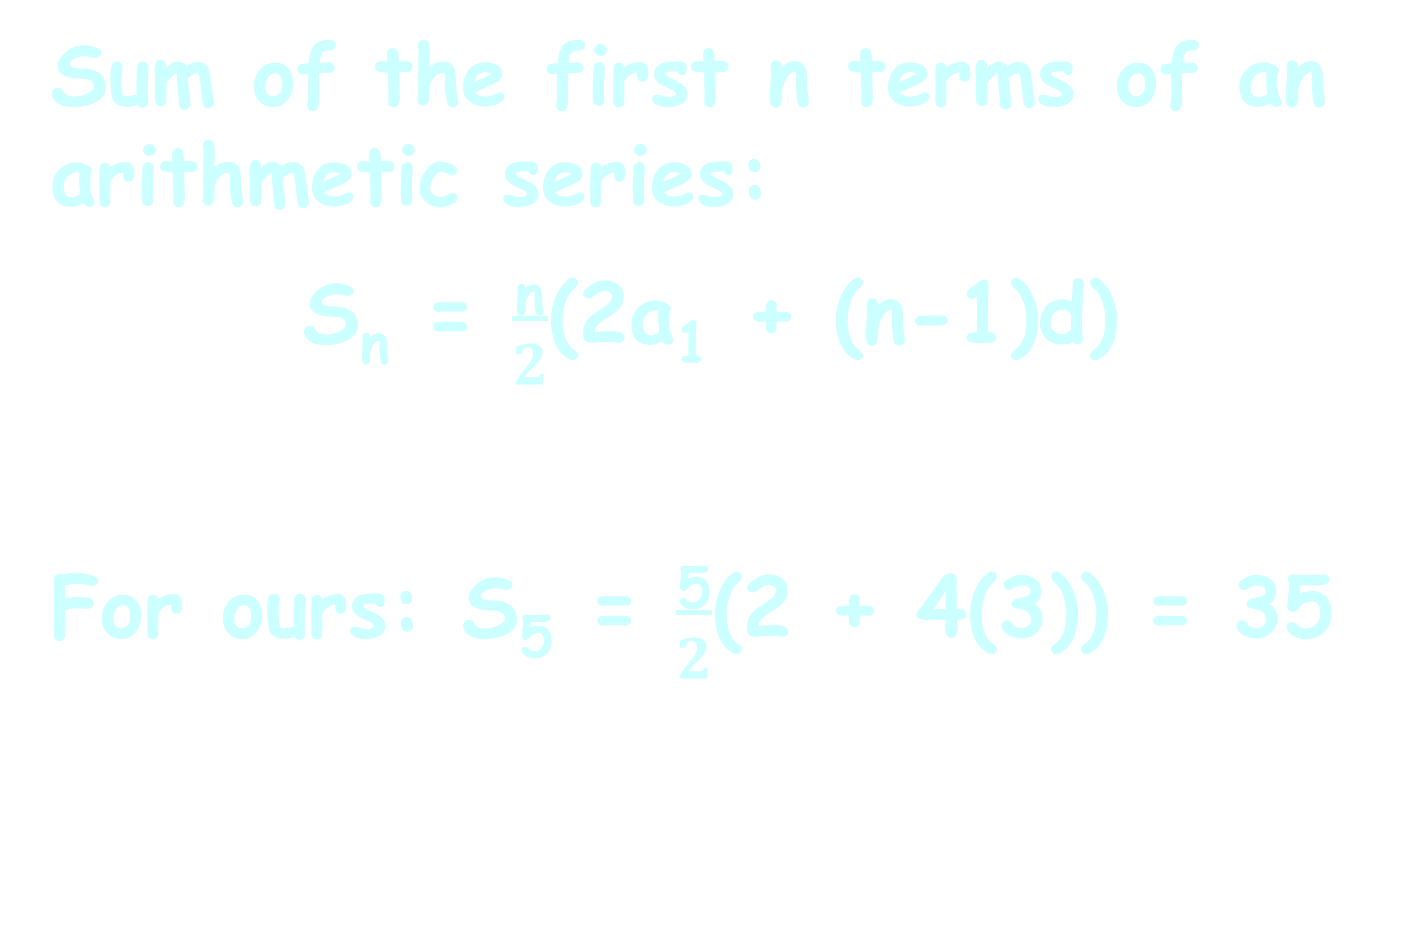 Sum of the first n terms of an
arithmetic series:
Sₙ = n/2(2a₁ + (n-1)d)
For ours: S₅ = 5/2(2 + 4(3)) = 35